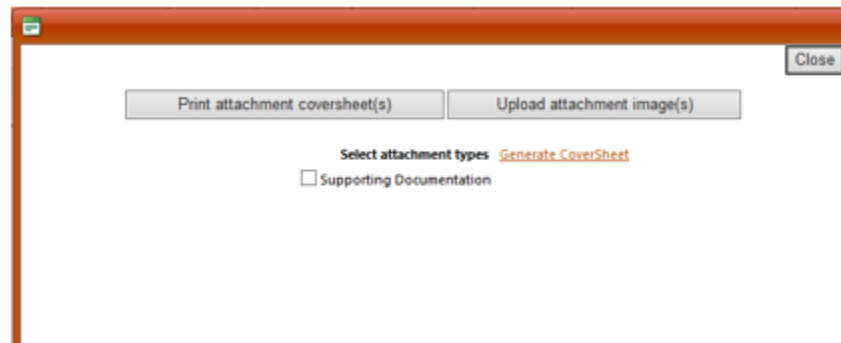 Close
Print attachment coversheet(s) Upload attachment image(s)
Select attachment types Generate CoverSheet
Supporting Documentation